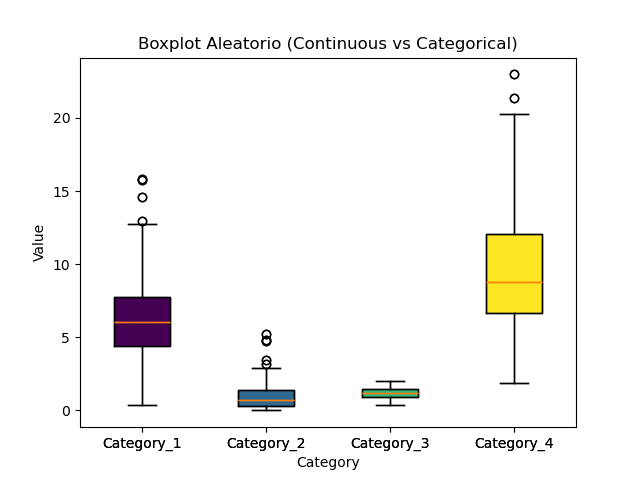 Boxplot Aleatorio (Continuous vs Categorical)
Value
20
15
10
5
0
Category_1 Category_2 Category_3 Category_4
Category